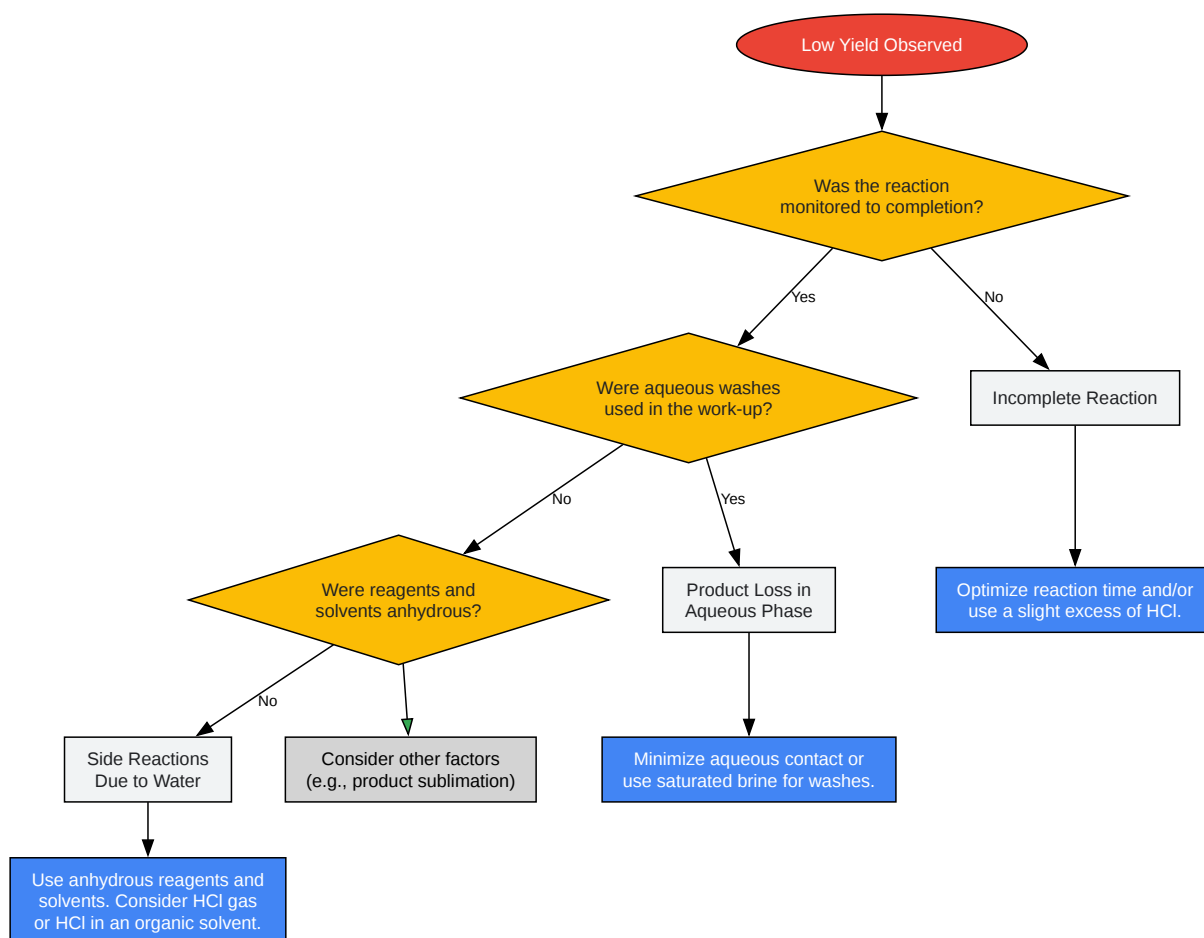 Low Yield Observed
Was the reaction
monitored to completion?
Yes
No
Were aqueous washes
used in the work-up?
Incomplete Reaction
No
Yes
Were reagents and
solvents anhydrous?
Product Loss in
Aqueous Phase
Optimize reaction time and/or
use a slight excess of HCl.
No
Side Reactions
Due to Water
Consider other factors
(e.g., product sublimation)
Minimize aqueous contact or
use saturated brine for washes.
Use anhydrous reagents and
solvents. Consider HCl gas
or HCl in an organic solvent.